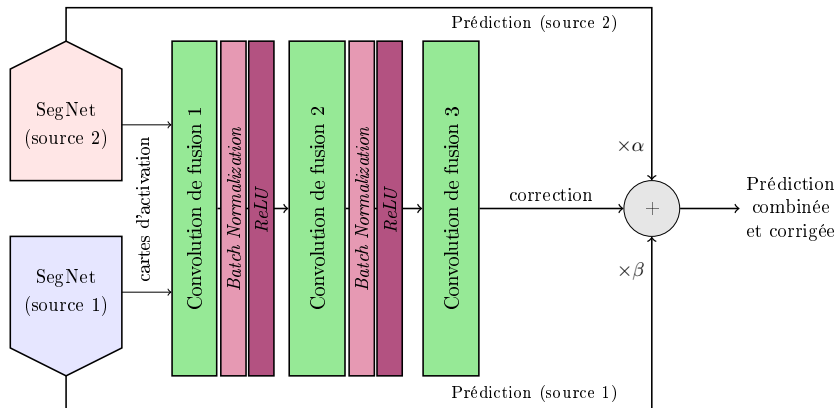 Prédiction (source 2)
SegNet
(source 2)
cartes d'activation
SegNet
(source 1)
Convolution de fusion 1
Batch Normalization
ReLU
Convolution de fusion 2
Batch Normalization
ReLU
Convolution de fusion 3
correction
×α
+
×β
Prédiction
combinée
et corrigée
Prédiction (source 1)